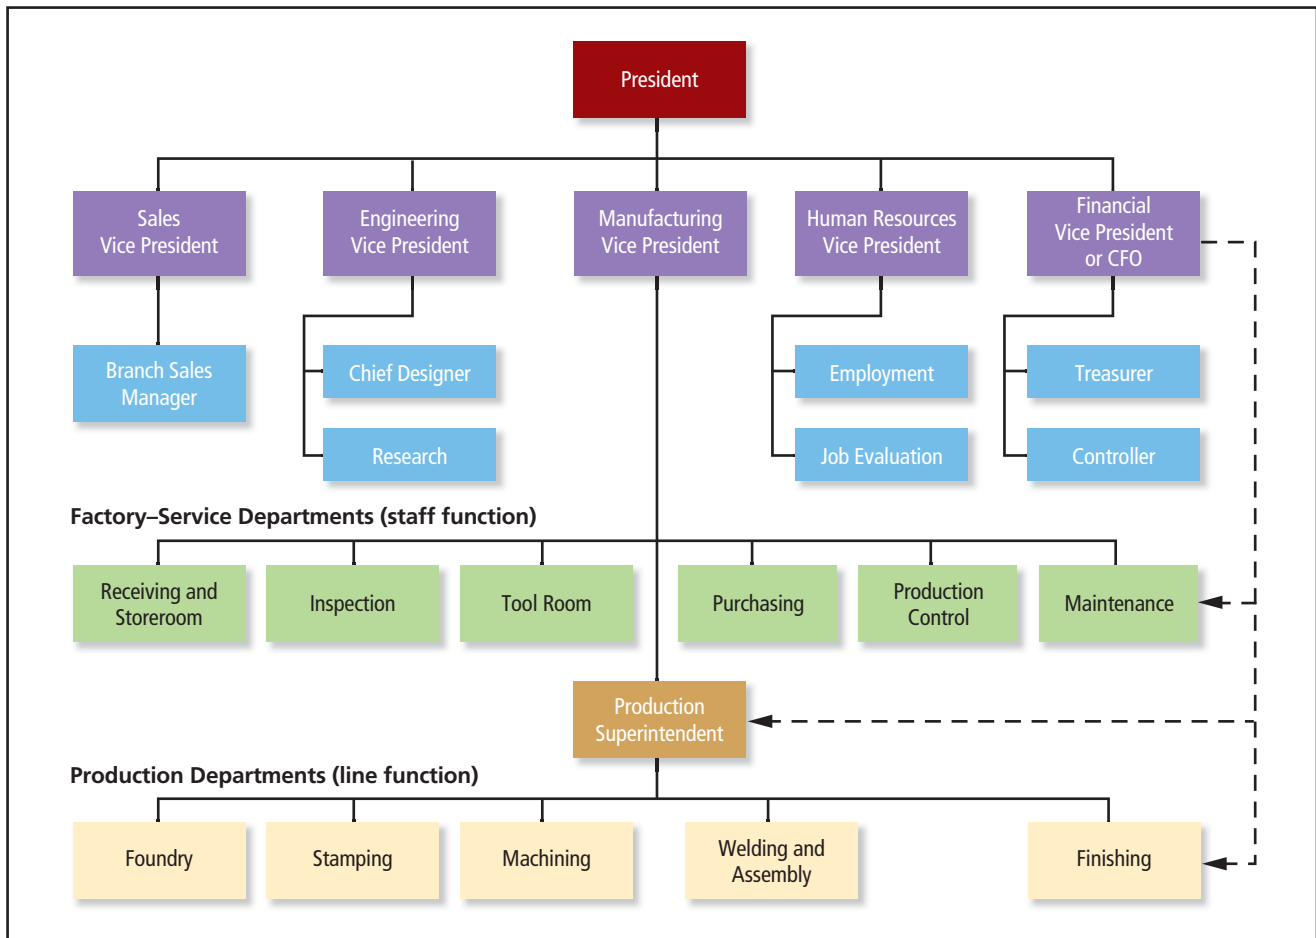 President
Sales
Vice President
Engineering
Vice President
Manufacturing
Vice President
Human Resources
Vice President
Financial
Vice President
or CFO
Branch Sales
Manager
Chief Designer
Employment
Treasurer
Research
Job Evaluation
Controller
Factory–Service Departments (staff function)
Receiving and
Storeroom
Inspection
Tool Room
Purchasing
Production
Control
Maintenance
Production
Superintendent
Production Departments (line function)
Foundry
Stamping
Machining
Welding and
Assembly
Finishing